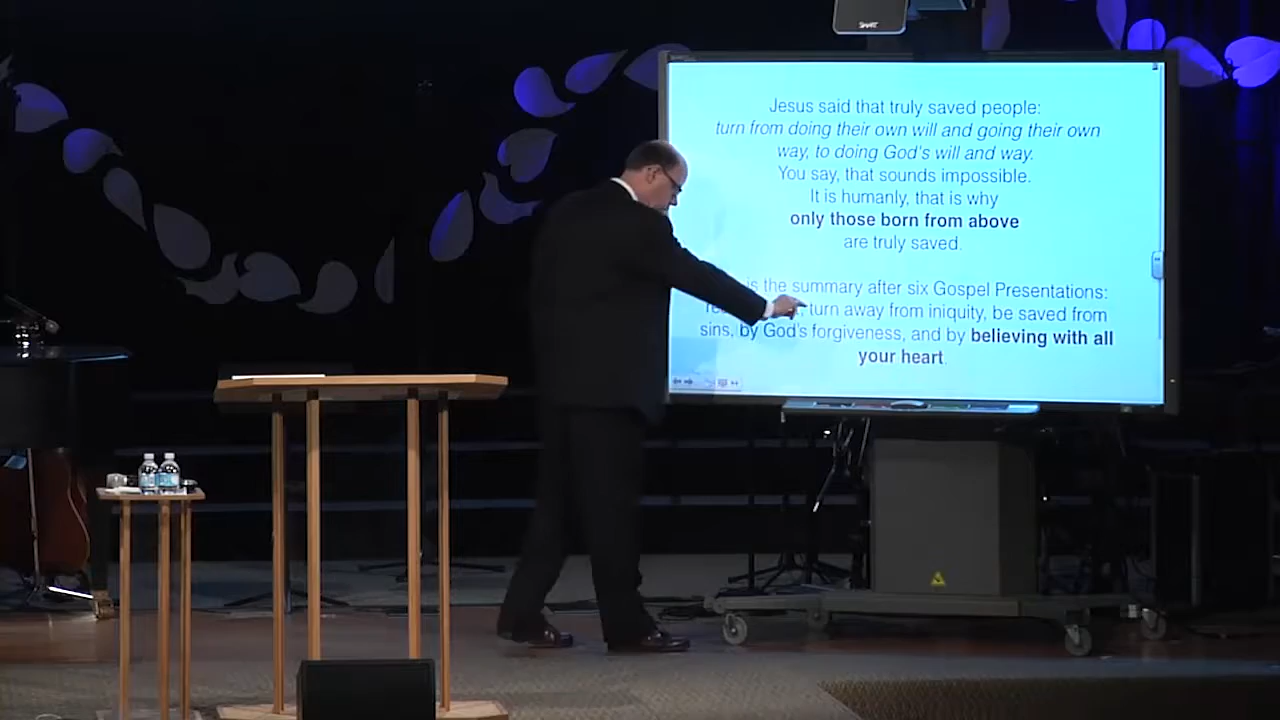 SMART
Jesus said that truly saved people:
turn from doing their own will and going their own
way, to doing God's will and way.
You say, that sounds impossible.
It is humanly, that is why
only those born from above
are truly saved.
is the summary after six Gospel Presentations:
turn away from iniquity, be saved from
sins, by God's forgiveness, and by believing with all
your heart.